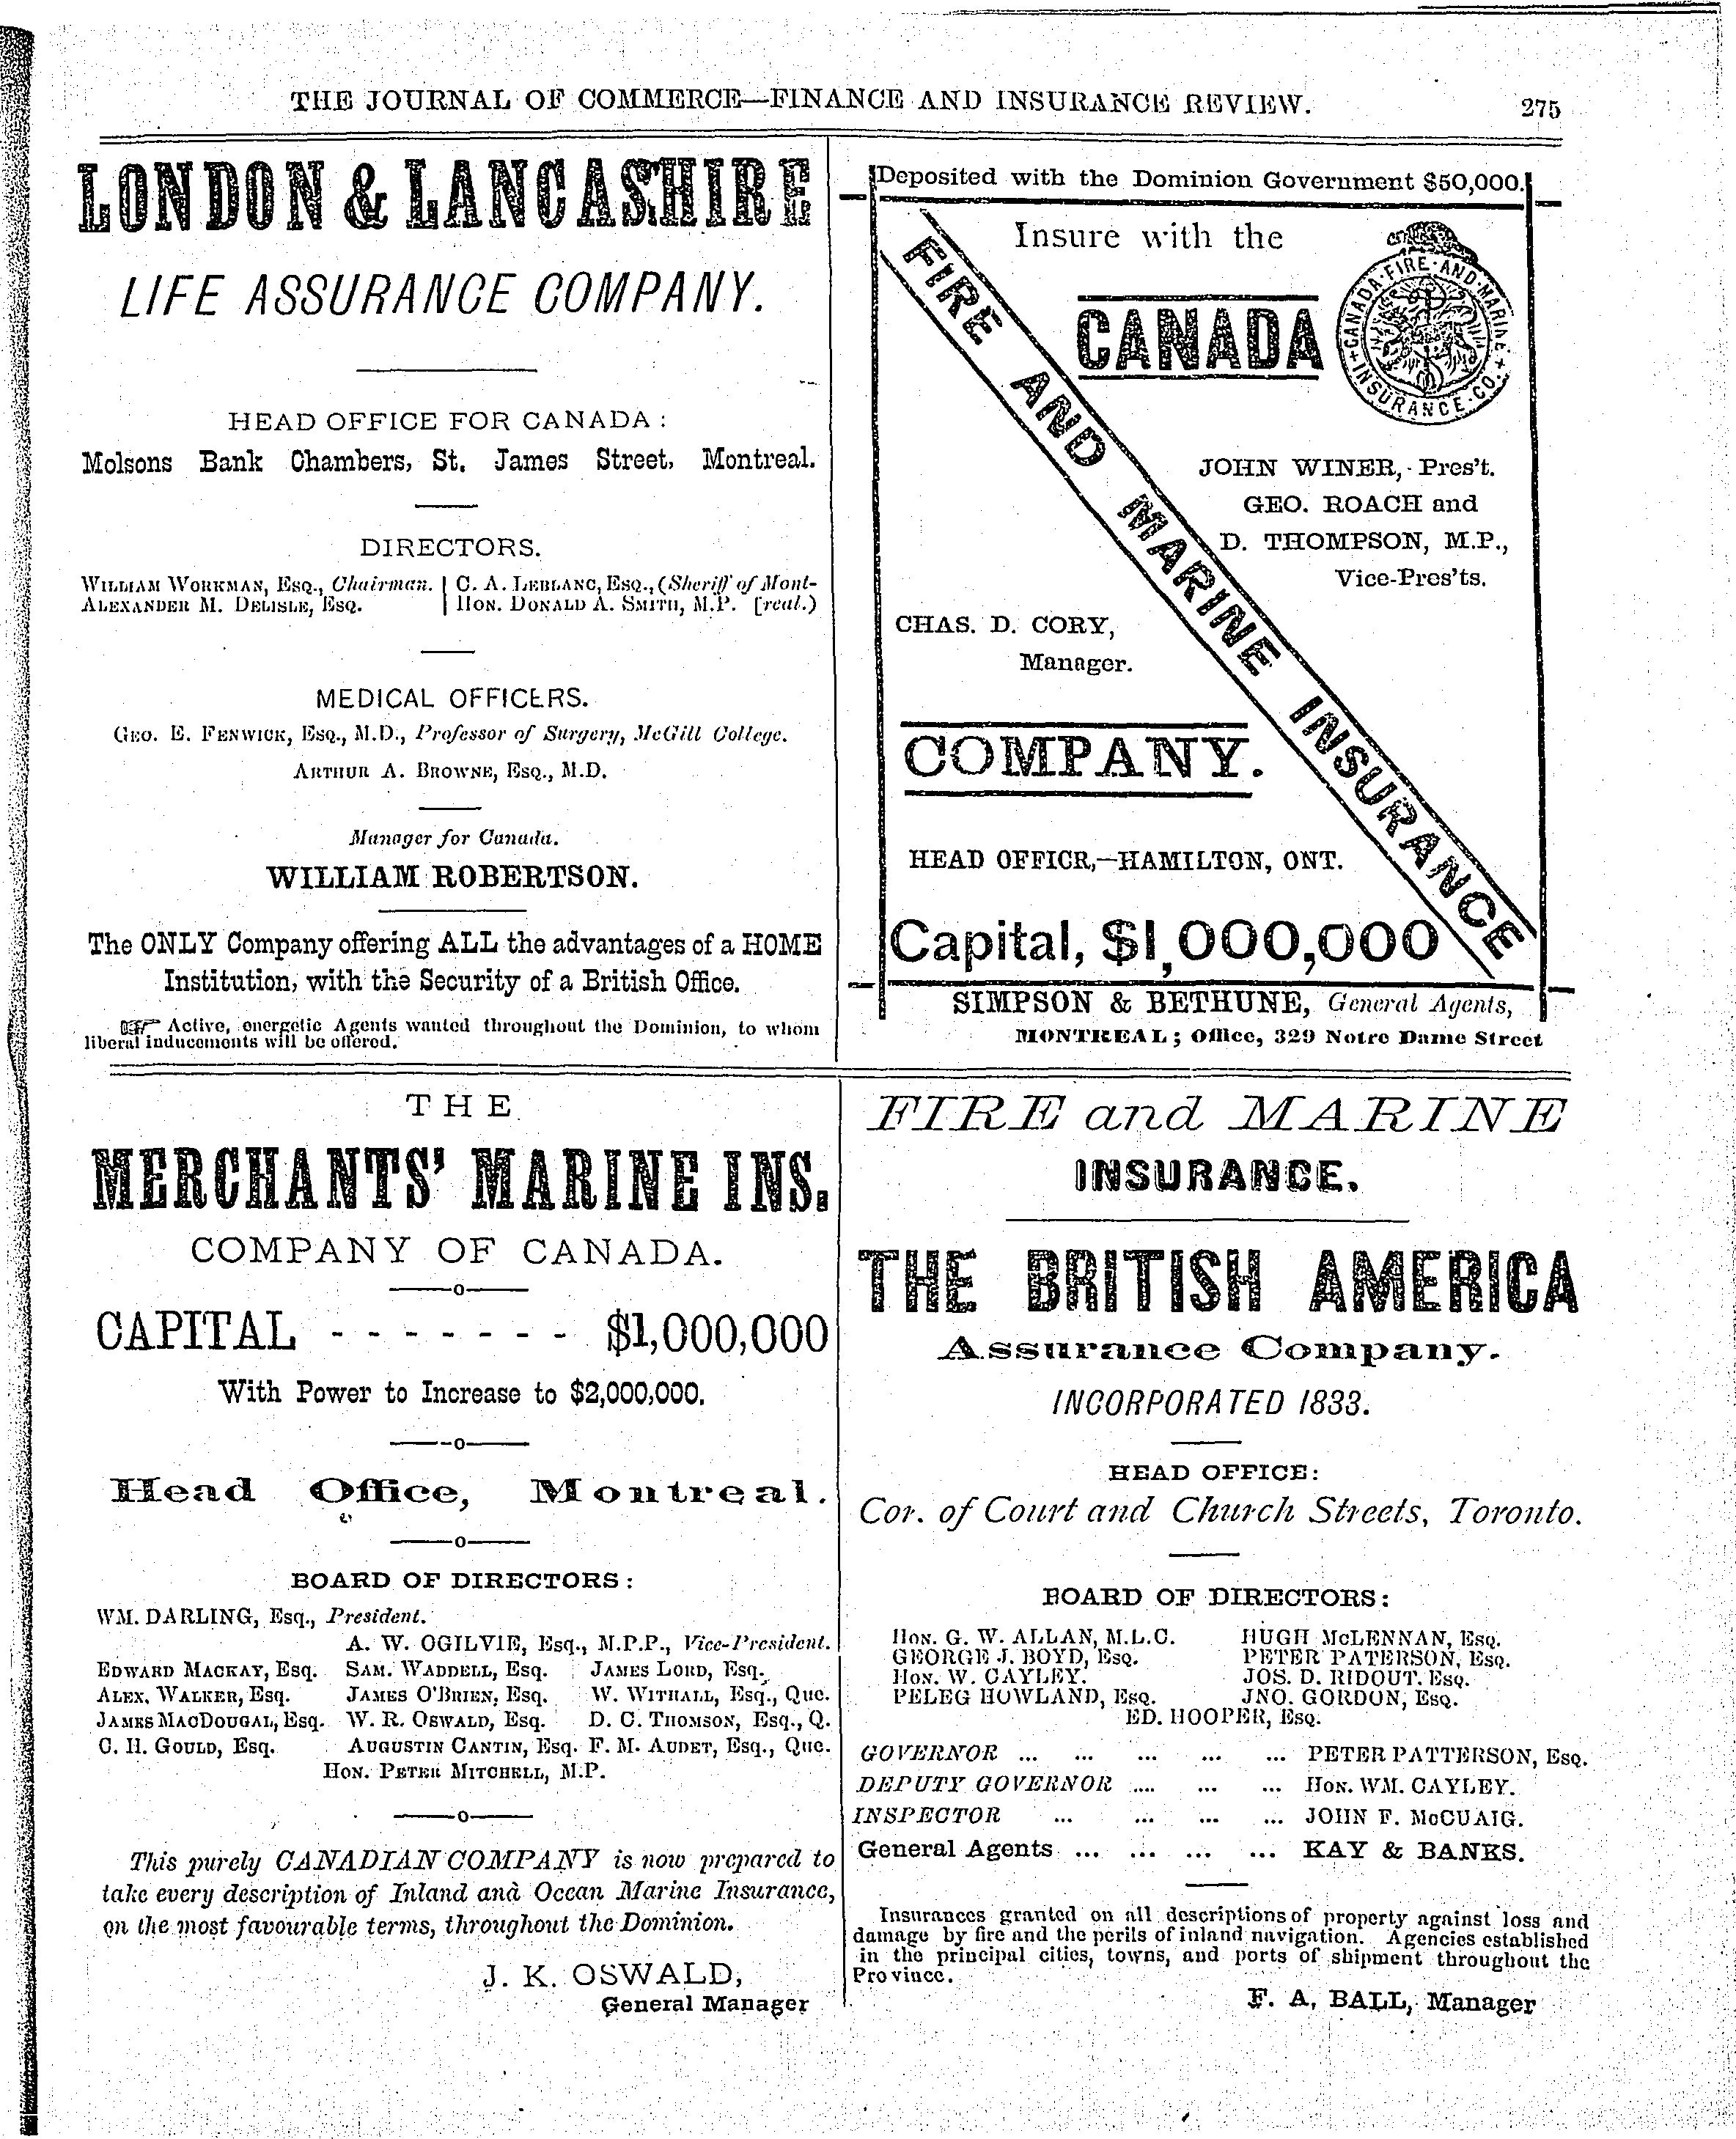 THE JOURNAL OF COMMERCE—FINANCE AND INSURANCE REVIEW. 275
LONDON & LANCASHIRE
LIFE ASSURANCE COMPANY.
HEAD OFFICE FOR CANADA :
Molsons Bank Chambers, St. James Street, Montreal.
DIRECTORS.
WILLIAM WORKMAN, ESQ., Chairman. | C. A. LEBLANC, ESQ., (Sheriff of Mont-
ALEXANDER M. DELISLE, ESQ. | HON. DONALD A. SMITH, M.P. [real.)
MEDICAL OFFICERS.
GEO. E. FENWICK, ESQ., M.D., Professor of Surgery, McGill College.
ARTHUR A. BROWNE, ESQ., M.D.
Manager for Canada.
WILLIAM ROBERTSON.
The ONLY Company offering ALL the advantages of a HOME
Institution, with the Security of a British Office.
☞ Active, energetic Agents wanted throughout the Dominion, to whom
liberal inducements will be offered.
Deposited with the Dominion Government $50,000.
Insure with the
CANADA
FIRE AND MARINE INSURANCE
CANADA·FIRE·AND·MARINE·INSURANCE·CO.
JOHN WINER, - Pres't.
GEO. ROACH and
D. THOMPSON, M.P.,
Vice-Pres'ts.
CHAS. D. CORY,
Manager.
COMPANY.
HEAD OFFICR,—HAMILTON, ONT.
Capital, $1,000,000
SIMPSON & BETHUNE, General Agents,
MONTREAL ; Office, 329 Notre Dame Street
THE
MERCHANTS' MARINE INS.
COMPANY OF CANADA.
CAPITAL - - - - - - - $1,000,000
With Power to Increase to $2,000,000.
Head Office, Montreal.
BOARD OF DIRECTORS :
WM. DARLING, Esq., President.
A. W. OGILVIE, Esq., M.P.P., Vice-President.
EDWARD MACKAY, Esq. SAM. WADDELL, Esq. JAMES LORD, Esq.
ALEX. WALKER, Esq. JAMES O'BRIEN, Esq. W. WITHALL, Esq., Que.
JAMES MACDOUGAL, Esq. W. R. OSWALD, Esq. D. C. THOMSON, Esq., Q.
C. H. GOULD, Esq. AUGUSTIN CANTIN, Esq. F. M. AUDET, Esq., Que.
HON. PETER MITCHELL, M.P.
This purely CANADIAN COMPANY is now prepared to
take every description of Inland and Ocean Marine Insurance,
on the most favourable terms, throughout the Dominion.
J. K. OSWALD,
General Manager
FIRE and MARINE
INSURANCE.
THE BRITISH AMERICA
Assurance Company.
INCORPORATED 1833.
HEAD OFFICE:
Cor. of Court and Church Streets, Toronto.
BOARD OF DIRECTORS:
HON. G. W. ALLAN, M.L.C. HUGH McLENNAN, Esq.
GEORGE J. BOYD, Esq. PETER PATERSON, Esq.
HON. W. CAYLEY. JOS. D. RIDOUT. Esq.
PELEG HOWLAND, Esq. JNO. GORDON, Esq.
ED. HOOPER, Esq.
GOVERNOR ... ... ... ... ... PETER PATTERSON, Esq.
DEPUTY GOVERNOR .... ... ... HON. WM. CAYLEY.
INSPECTOR ... ... ... ... JOHN F. McCUAIG.
General Agents ... ... ... ... KAY & BANKS.
Insurances granted on all descriptions of property against loss and
damage by fire and the perils of inland navigation. Agencies established
in the principal cities, towns, and ports of shipment throughout the
Province.
F. A. BALL, Manager